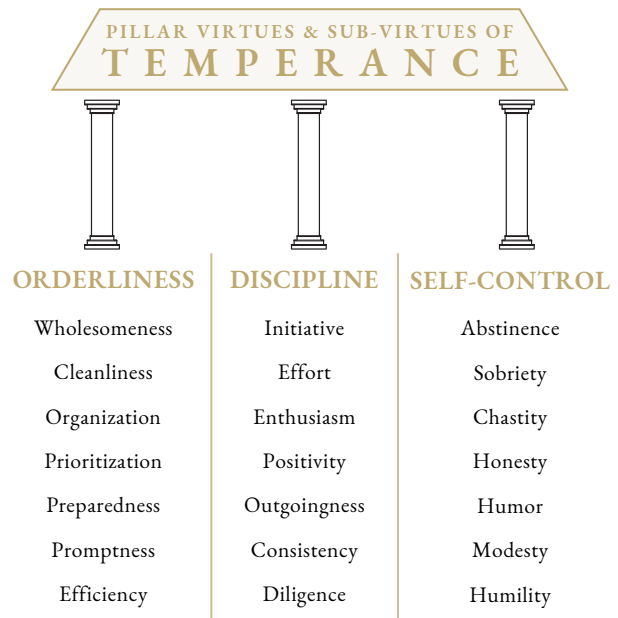 PILLAR VIRTUES & SUB-VIRTUES OF
TEMPERANCE
ORDERLINESS
Wholesomeness
Cleanliness
Organization
Prioritization
Preparedness
Promptness
Efficiency
DISCIPLINE
Initiative
Effort
Enthusiasm
Positivity
Outgoingness
Consistency
Diligence
SELF-CONTROL
Abstinence
Sobriety
Chastity
Honesty
Humor
Modesty
Humility